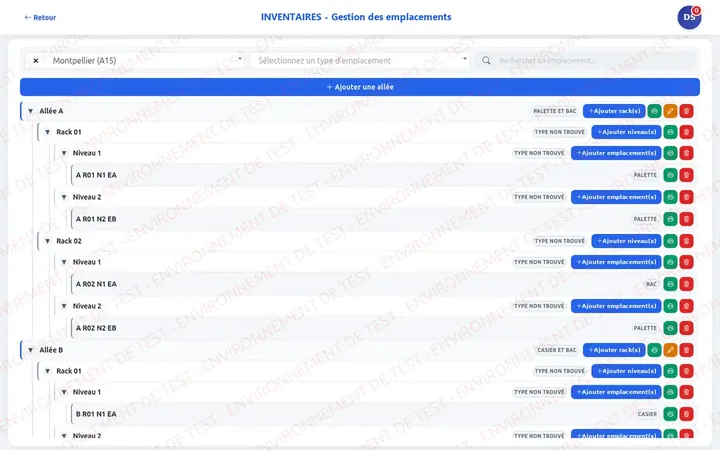 ← Retour
INVENTAIRES - Gestion des emplacements
DS
0
× Montpellier (A15)
Sélectionnez un type d'emplacement
Rechercher un emplacement...
+ Ajouter une allée
▼ Allée A PALETTE ET BAC +Ajouter rack(s)
▼ Rack 01 TYPE NON TROUVÉ +Ajouter niveau(x)
▼ Niveau 1 TYPE NON TROUVÉ +Ajouter emplacement(s)
A R01 N1 EA PALETTE
▼ Niveau 2 TYPE NON TROUVÉ +Ajouter emplacement(s)
A R01 N2 EB PALETTE
▼ Rack 02 TYPE NON TROUVÉ +Ajouter niveau(x)
▼ Niveau 1 TYPE NON TROUVÉ +Ajouter emplacement(s)
A R02 N1 EA BAC
▼ Niveau 2 TYPE NON TROUVÉ +Ajouter emplacement(s)
A R02 N2 EB PALETTE
▼ Allée B CASIER ET BAC +Ajouter rack(s)
▼ Rack 01 TYPE NON TROUVÉ +Ajouter niveau(x)
▼ Niveau 1 TYPE NON TROUVÉ +Ajouter emplacement(s)
B R01 N1 EA CASIER
▼ Niveau 2 TYPE NON TROUVÉ +Ajouter emplacement(s)
ENVIRONNEMENT DE TEST - ENVIRONNEMENT DE TEST